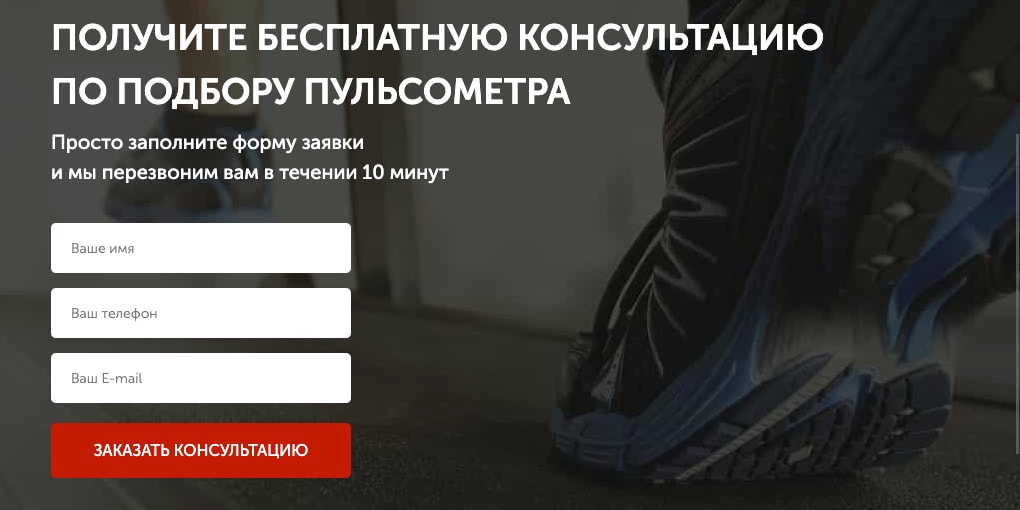 ПОЛУЧИТЕ БЕСПЛАТНУЮ КОНСУЛЬТАЦИЮ
ПО ПОДБОРУ ПУЛЬСОМЕТРА
Просто заполните форму заявки
и мы перезвоним вам в течении 10 минут
Ваше имя
Ваш телефон
Ваш E-mail
ЗАКАЗАТЬ КОНСУЛЬТАЦИЮ